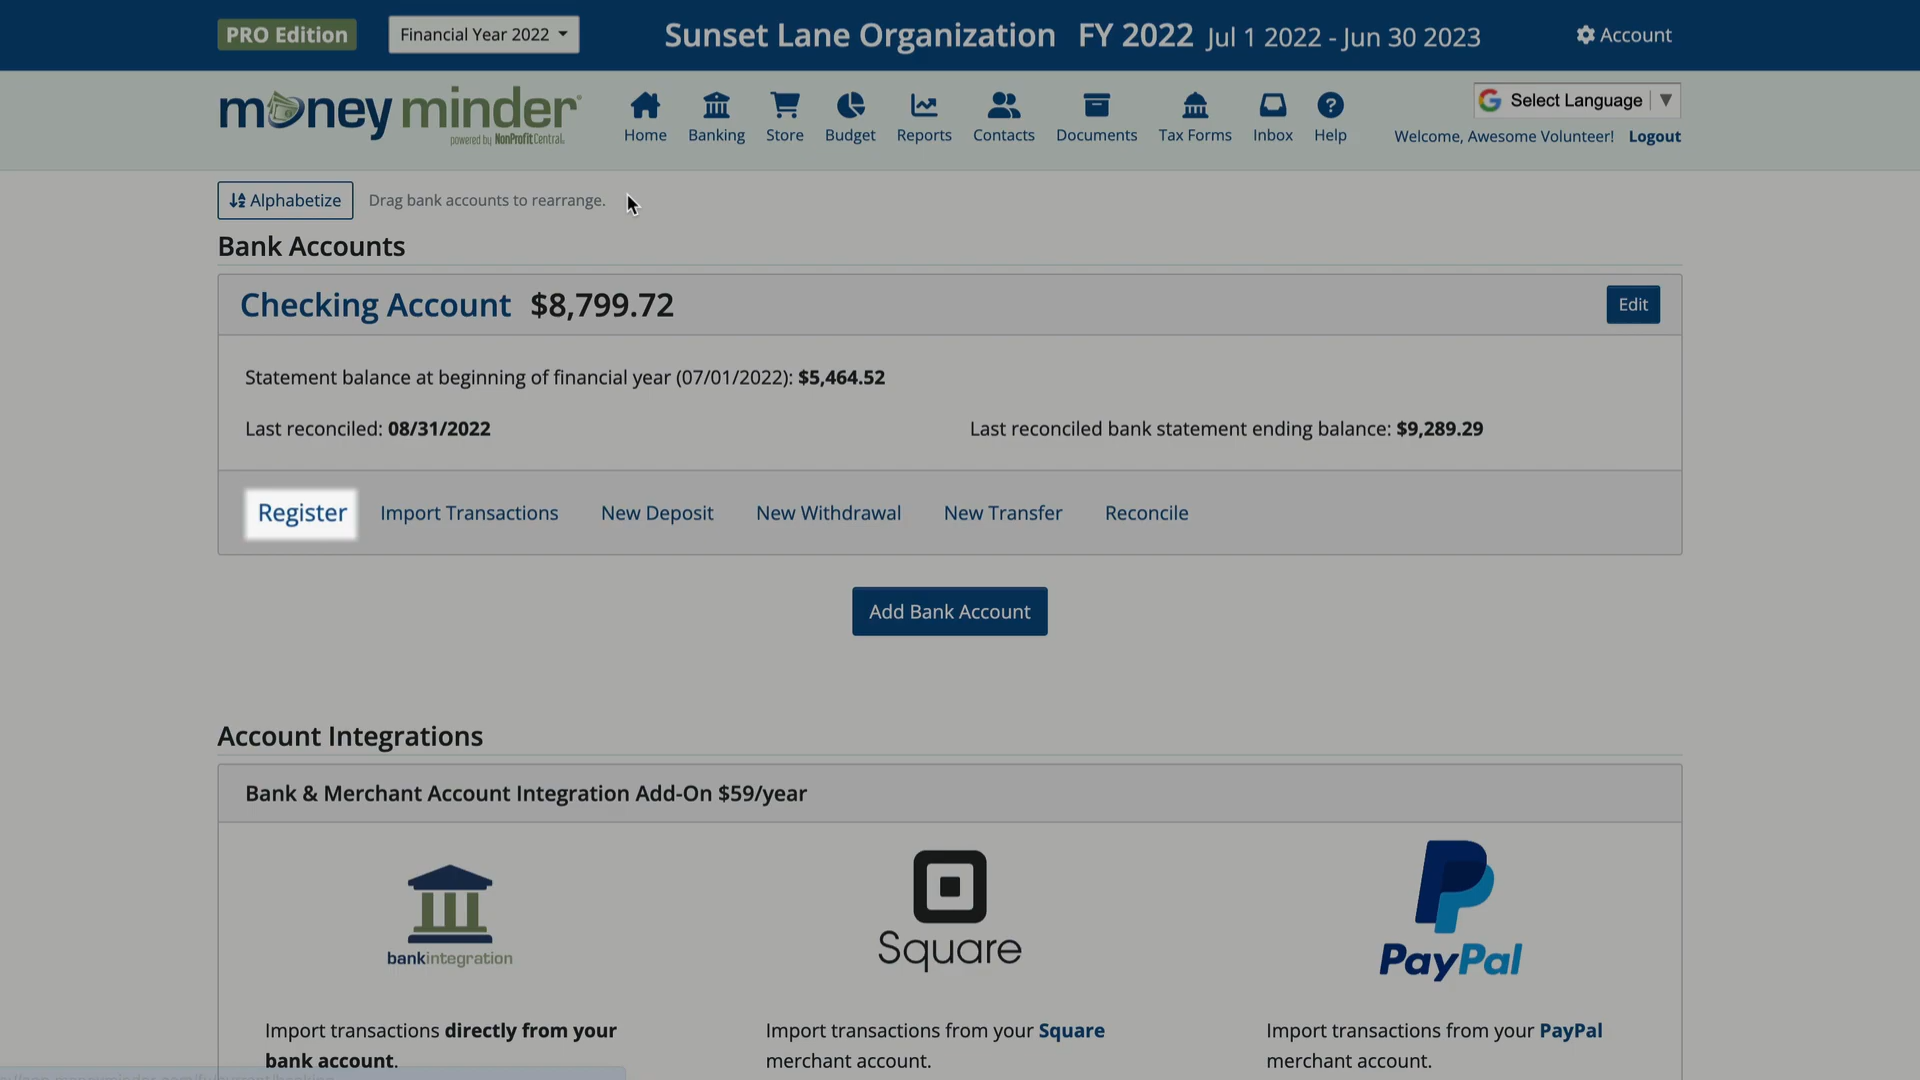 PRO Edition
Financial Year 2022
Sunset Lane Organization FY 2022 Jul 1 2022 - Jun 30 2023
Account
money minder
powered by NonProfitCentral.
Home
Banking
Store
Budget
Reports
Contacts
Documents
Tax Forms
Inbox
Help
Select Language
Welcome, Awesome Volunteer! Logout
Alphabetize
Drag bank accounts to rearrange.
Bank Accounts
Checking Account $8,799.72
Edit
Statement balance at beginning of financial year (07/01/2022): $5,464.52
Last reconciled: 08/31/2022
Last reconciled bank statement ending balance: $9,289.29
Register
Import Transactions
New Deposit
New Withdrawal
New Transfer
Reconcile
Add Bank Account
Account Integrations
Bank & Merchant Account Integration Add-On $59/year
bankintegration
Square
PayPal
Import transactions directly from your
bank account.
Import transactions from your Square
merchant account.
Import transactions from your PayPal
merchant account.